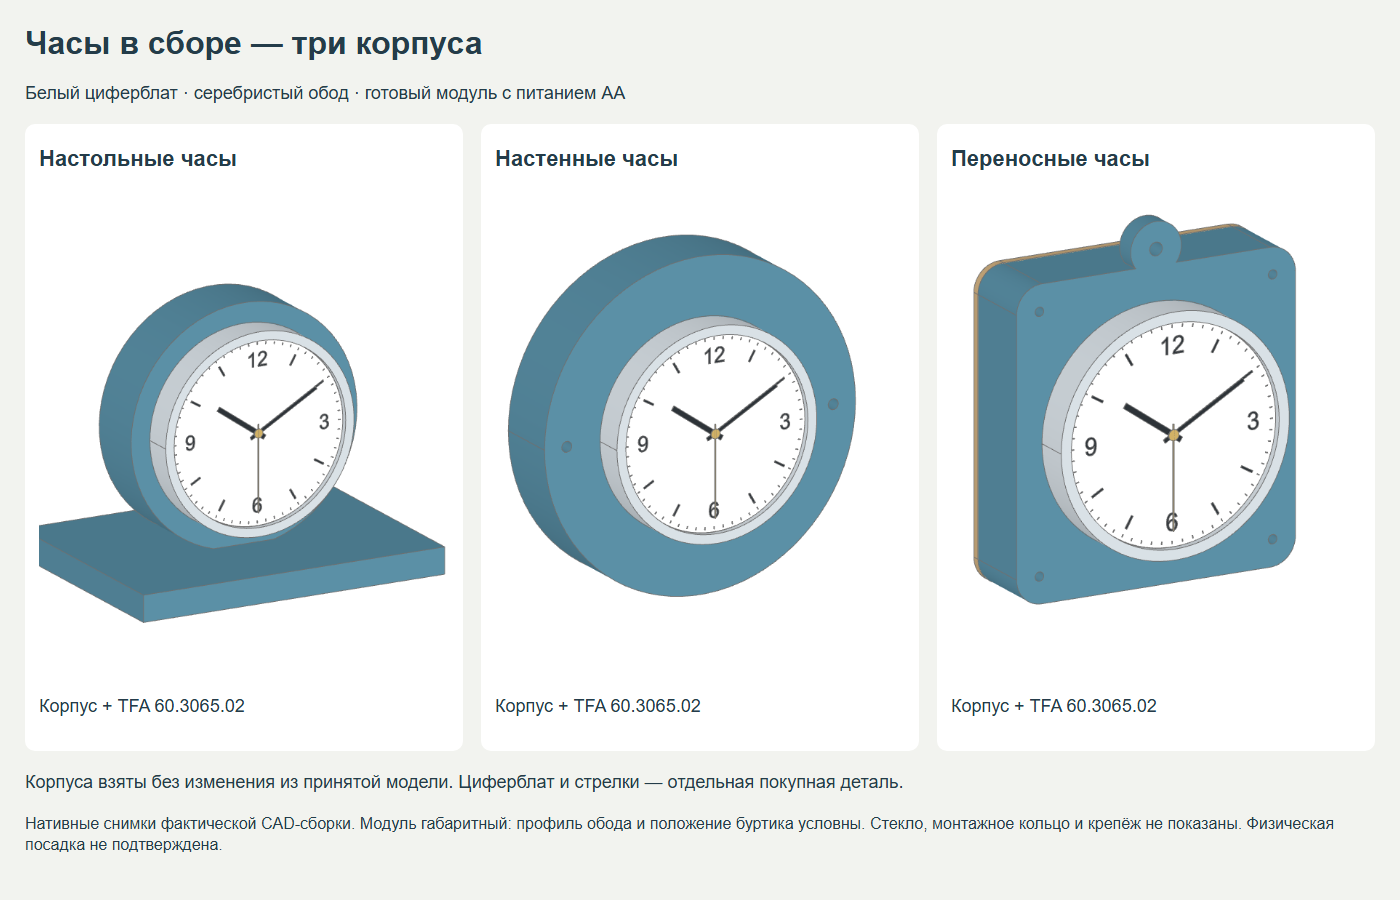 Часы в сборе — три корпуса
Белый циферблат · серебристый обод · готовый модуль с питанием АА
Настольные часы
12
3
6
9
Корпус + TFA 60.3065.02
Настенные часы
12
3
6
9
Корпус + TFA 60.3065.02
Переносные часы
12
3
6
9
Корпус + TFA 60.3065.02
Корпуса взяты без изменения из принятой модели. Циферблат и стрелки — отдельная покупная деталь.
Нативные снимки фактической CAD-сборки. Модуль габаритный: профиль обода и положение буртика условны. Стекло, монтажное кольцо и крепёж не показаны. Физическая
посадка не подтверждена.